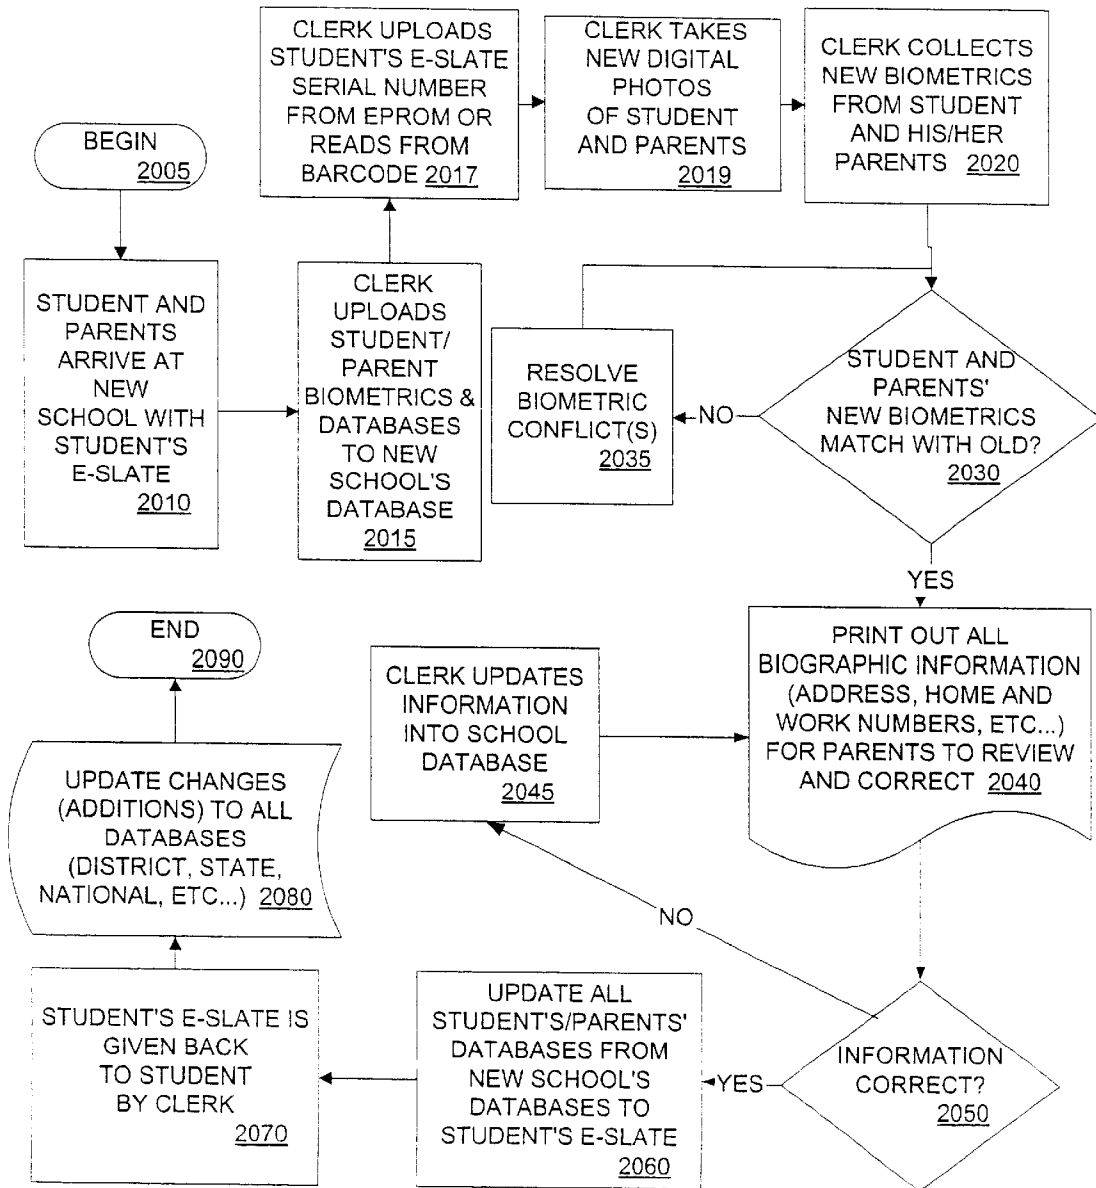 BEGIN
2005
STUDENT AND
PARENTS
ARRIVE AT
NEW
SCHOOL WITH
STUDENT'S
E-SLATE
2010
CLERK
UPLOADS
STUDENT/
PARENT
BIOMETRICS &
DATABASES
TO NEW
SCHOOL'S
DATABASE
2015
CLERK UPLOADS
STUDENT'S E-SLATE
SERIAL NUMBER
FROM EPROM OR
READS FROM
BARCODE 2017
CLERK TAKES
NEW DIGITAL
PHOTOS
OF STUDENT
AND PARENTS
2019
CLERK COLLECTS
NEW BIOMETRICS
FROM STUDENT
AND HIS/HER
PARENTS 2020
STUDENT AND
PARENTS'
NEW BIOMETRICS
MATCH WITH OLD?
2030
NO
RESOLVE
BIOMETRIC
CONFLICT(S)
2035
YES
PRINT OUT ALL
BIOGRAPHIC INFORMATION
(ADDRESS, HOME AND
WORK NUMBERS, ETC...)
FOR PARENTS TO REVIEW
AND CORRECT 2040
CLERK UPDATES
INFORMATION
INTO SCHOOL
DATABASE
2045
NO
INFORMATION
CORRECT?
2050
YES
UPDATE ALL
STUDENT'S/PARENTS'
DATABASES FROM
NEW SCHOOL'S
DATABASES TO
STUDENT'S E-SLATE
2060
STUDENT'S E-SLATE IS
GIVEN BACK
TO STUDENT
BY CLERK
2070
UPDATE CHANGES
(ADDITIONS) TO ALL
DATABASES
(DISTRICT, STATE,
NATIONAL, ETC...) 2080
END
2090